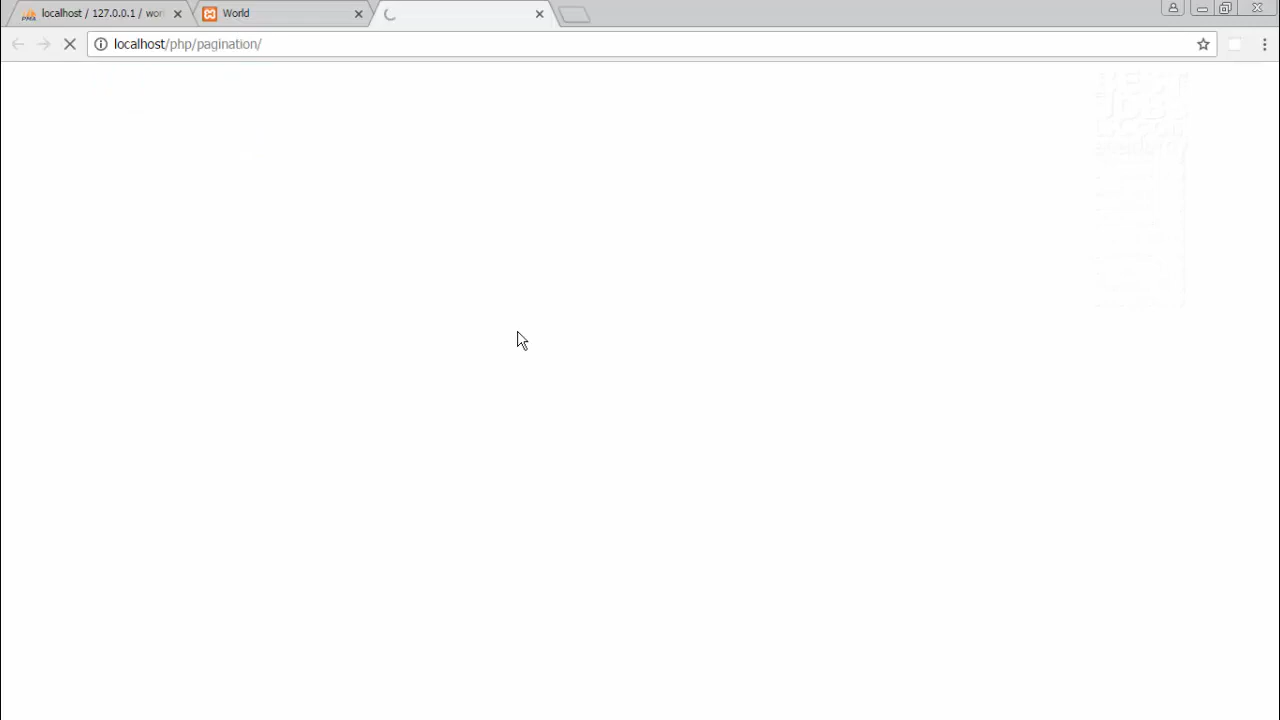 localhost / 127.0.0.1 / wor
World
localhost/php/pagination/